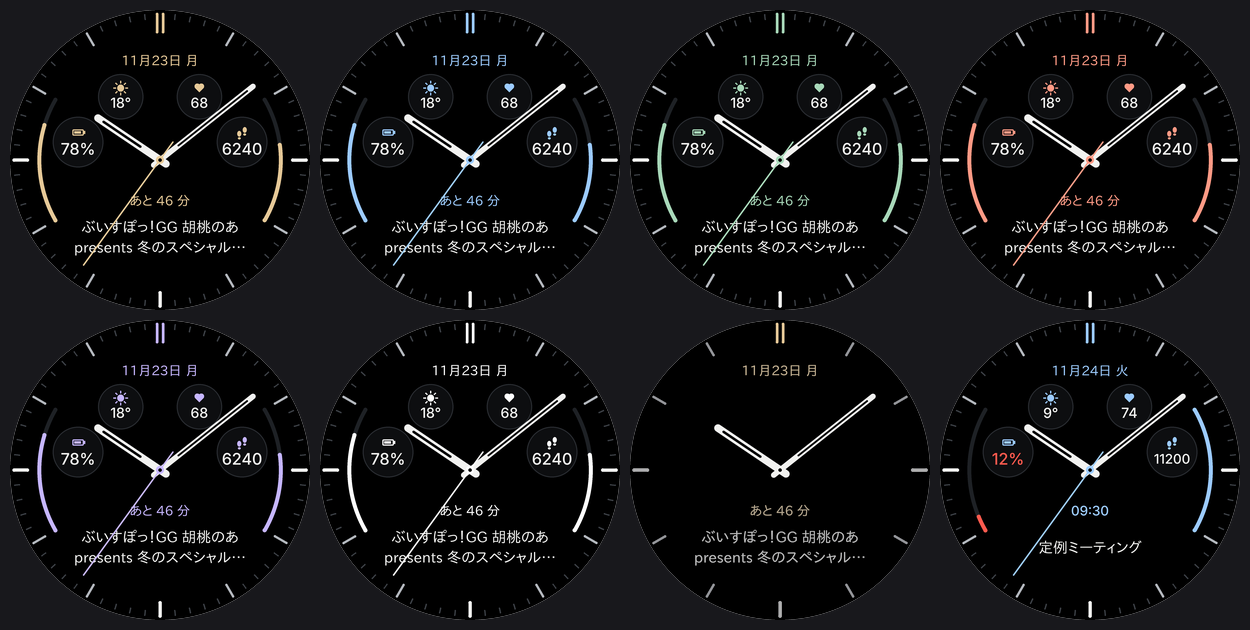 11月23日 月
18°
68
78%
6240
あと 46 分
ぶいすぽっ!GG 胡桃のあ
presents 冬のスペシャル…
11月23日 月
18°
68
78%
6240
あと 46 分
ぶいすぽっ!GG 胡桃のあ
presents 冬のスペシャル…
11月23日 月
18°
68
78%
6240
あと 46 分
ぶいすぽっ!GG 胡桃のあ
presents 冬のスペシャル…
11月23日 月
18°
68
78%
6240
あと 46 分
ぶいすぽっ!GG 胡桃のあ
presents 冬のスペシャル…
11月23日 月
18°
68
78%
6240
あと 46 分
ぶいすぽっ!GG 胡桃のあ
presents 冬のスペシャル…
11月23日 月
18°
68
78%
6240
あと 46 分
ぶいすぽっ!GG 胡桃のあ
presents 冬のスペシャル…
11月23日 月
あと 46 分
ぶいすぽっ!GG 胡桃のあ
presents 冬のスペシャル…
11月24日 火
9°
74
12%
11200
09:30
定例ミーティング